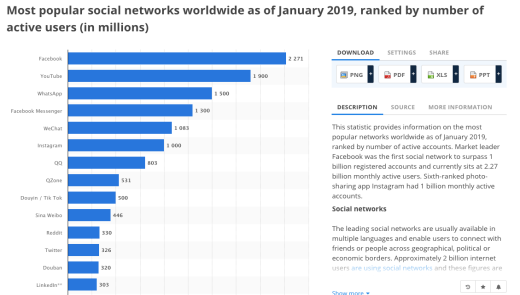 Most popular social networks worldwide as of January 2019, ranked by number of
active users (in millions)
Facebook 2 271
YouTube 1 900
WhatsApp 1 500
Facebook Messenger 1 300
WeChat 1 083
Instagram 1 000
QQ 803
QZone 531
Douyin / Tik Tok 500
Sina Weibo 446
Reddit 330
Twitter 326
Douban 320
LinkedIn** 303
DOWNLOAD SETTINGS SHARE
PNG + PDF + XLS + PPT +
DESCRIPTION SOURCE MORE INFORMATION
This statistic provides information on the most
popular networks worldwide as of January 2019,
ranked by number of active accounts. Market leader
Facebook was the first social network to surpass 1
billion registered accounts and currently sits at 2.27
billion monthly active users. Sixth-ranked photo-
sharing app Instagram had 1 billion monthly active
accounts.
Social networks
The leading social networks are usually available in
multiple languages and enable users to connect with
friends or people across geographical, political or
economic borders. Approximately 2 billion internet
users are using social networks and these figures are
Show more